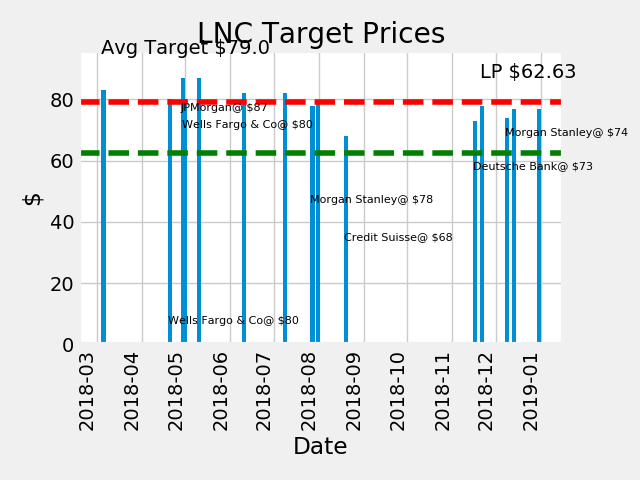 LNC Target Prices
Avg Target $79.0
LP $62.63
80
JPMorgan@ $87
Wells Fargo & Co@ $80
Morgan Stanley@ $74
60
Deutsche Bank@ $73
Morgan Stanley@ $78
$
40
Credit Suisse@ $68
20
Wells Fargo & Co@ $80
0
2018-03
2018-04
2018-05
2018-06
2018-07
2018-08
2018-09
2018-10
2018-11
2018-12
2019-01
Date